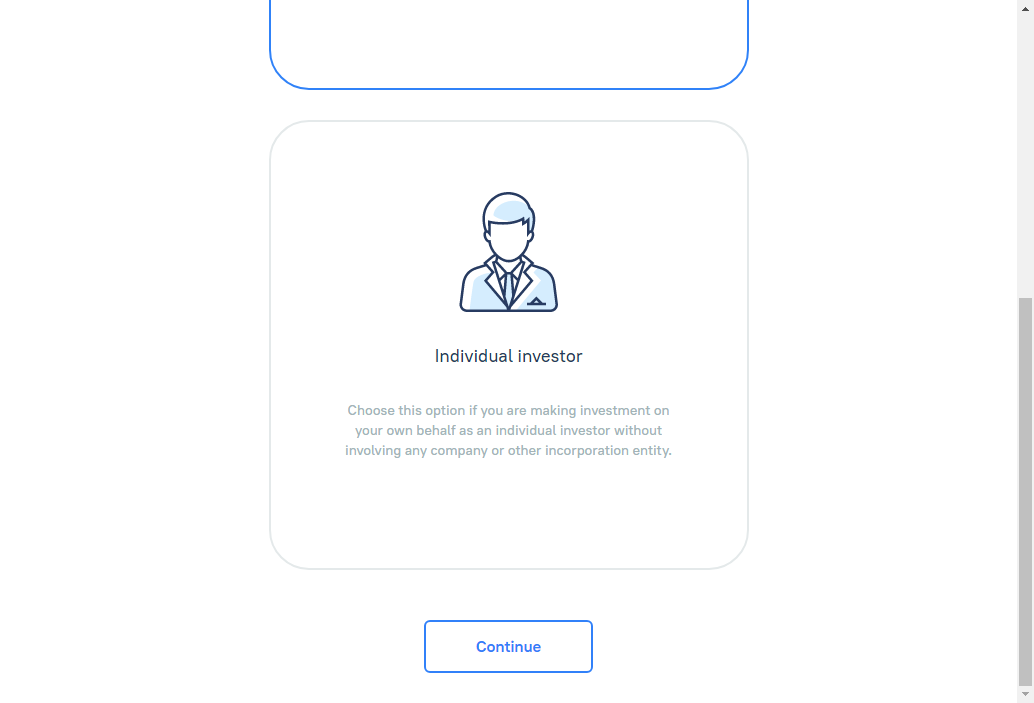 Individual investor
Choose this option if you are making investment on
your own behalf as an individual investor without
involving any company or other incorporation entity.
Continue